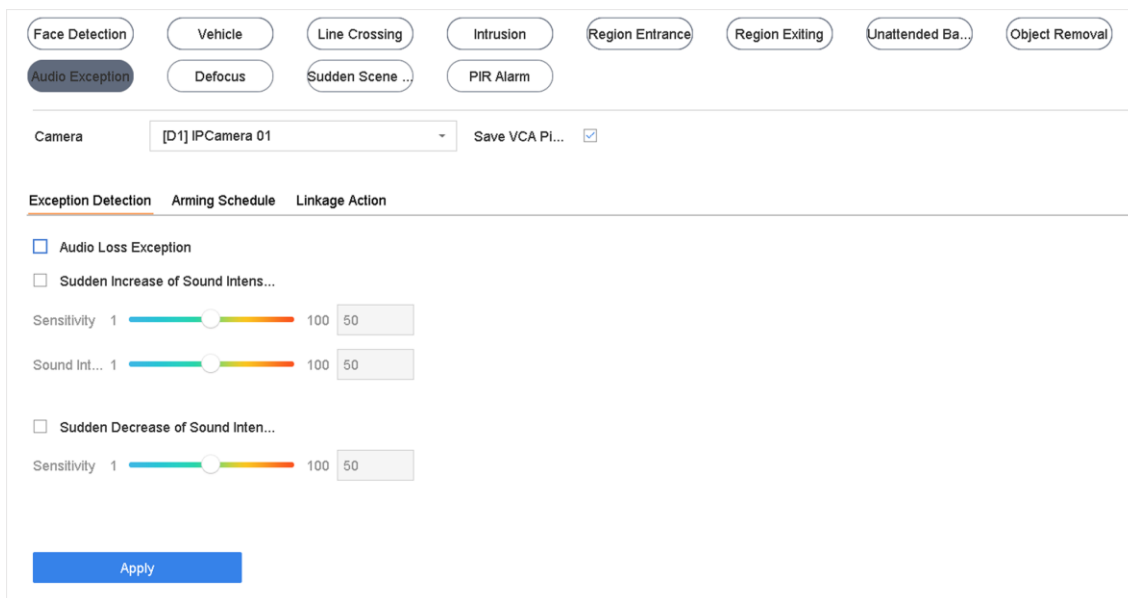 Face Detection Vehicle Line Crossing Intrusion Region Entrance Region Exiting Unattended Ba... Object Removal
Audio Exception Defocus Sudden Scene ... PIR Alarm
Camera [D1] IPCamera 01 Save VCA Pi...
Exception Detection Arming Schedule Linkage Action
Audio Loss Exception
Sudden Increase of Sound Intens...
Sensitivity 1 100 50
Sound Int... 1 100 50
Sudden Decrease of Sound Inten...
Sensitivity 1 100 50
Apply